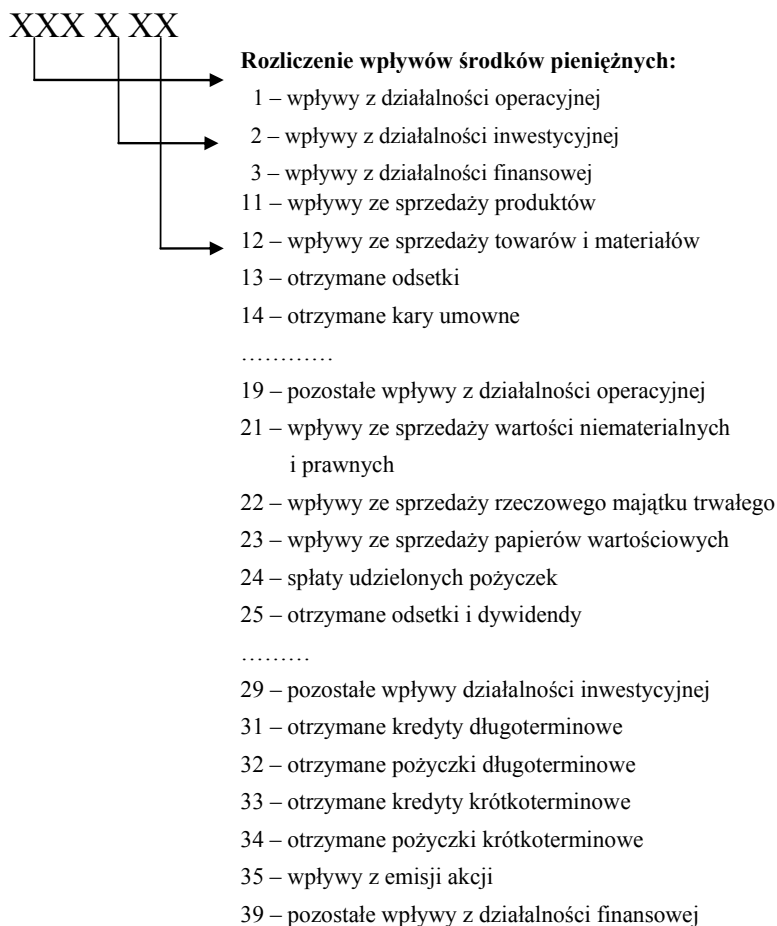 XXX X XX
Rozliczenie wpływów środków pieniężnych:
1 – wpływy z działalności operacyjnej
2 – wpływy z działalności inwestycyjnej
3 – wpływy z działalności finansowej
11 – wpływy ze sprzedaży produktów
12 – wpływy ze sprzedaży towarów i materiałów
13 – otrzymane odsetki
14 – otrzymane kary umowne
…………
19 – pozostałe wpływy z działalności operacyjnej
21 – wpływy ze sprzedaży wartości niematerialnych
i prawnych
22 – wpływy ze sprzedaży rzeczowego majątku trwałego
23 – wpływy ze sprzedaży papierów wartościowych
24 – spłaty udzielonych pożyczek
25 – otrzymane odsetki i dywidendy
………
29 – pozostałe wpływy działalności inwestycyjnej
31 – otrzymane kredyty długoterminowe
32 – otrzymane pożyczki długoterminowe
33 – otrzymane kredyty krótkoterminowe
34 – otrzymane pożyczki krótkoterminowe
35 – wpływy z emisji akcji
39 – pozostałe wpływy z działalności finansowej